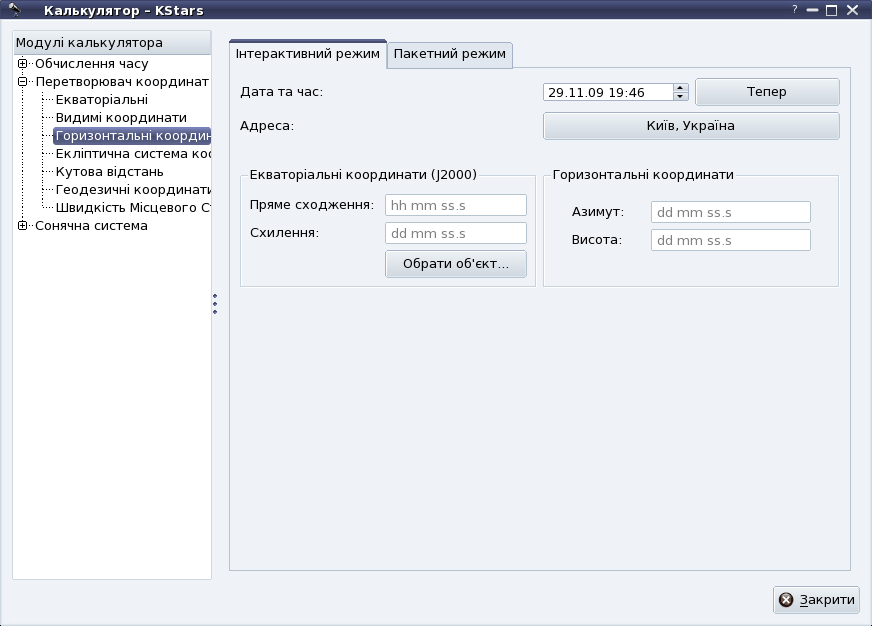 Калькулятор – KStars
?
Модулі калькулятора
Обчислення часу
Перетворювач координат
Екваторіальні
Видимі координати
Горизонтальні координ
Екліптична система коо
Кутова відстань
Геодезичні координати
Швидкість Місцевого С
Сонячна система
Інтерактивний режим
Пакетний режим
Дата та час:
29.11.09 19:46
Тепер
Адреса:
Київ, Україна
Екваторіальні координати (J2000)
Пряме сходження:
hh mm ss.s
Схилення:
dd mm ss.s
Обрати об'єкт...
Горизонтальні координати
Азимут:
dd mm ss.s
Висота:
dd mm ss.s
Закрити